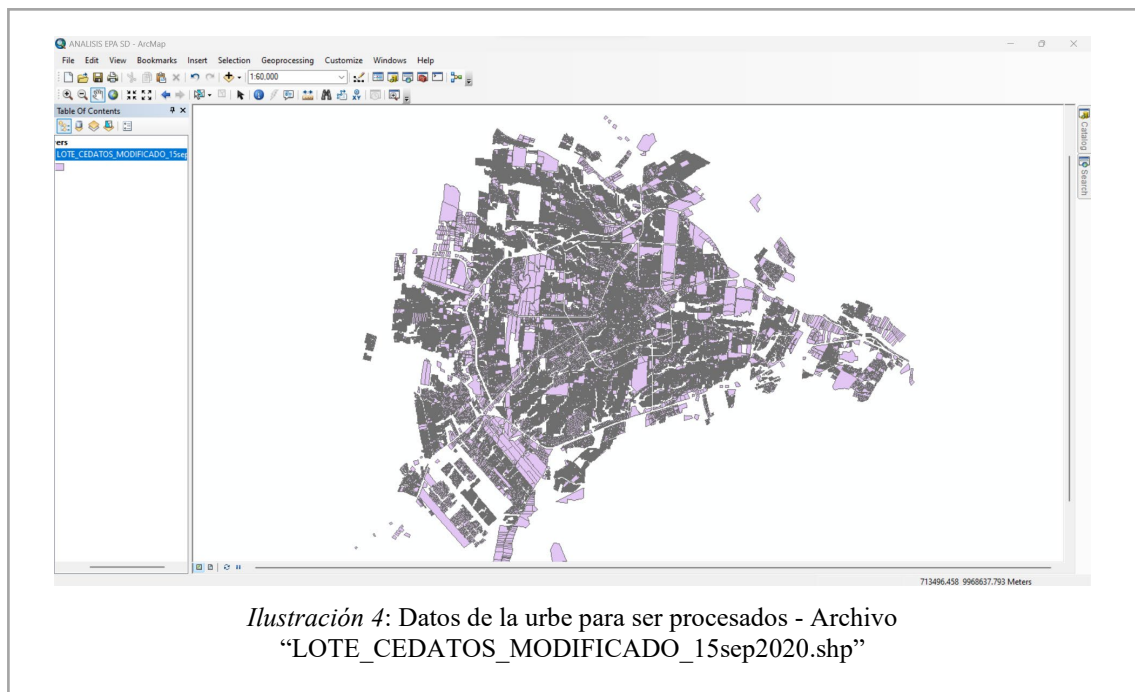 ANALISIS EPA SD - ArcMap
File Edit View Bookmarks Insert Selection Geoprocessing Customize Windows Help
1:60,000
Table Of Contents
ers
LOTE_CEDATOS_MODIFICADO_15sep
Catalog
Search
713496.458 9968637.793 Meters
Ilustración 4: Datos de la urbe para ser procesados - Archivo
“LOTE_CEDATOS_MODIFICADO_15sep2020.shp”